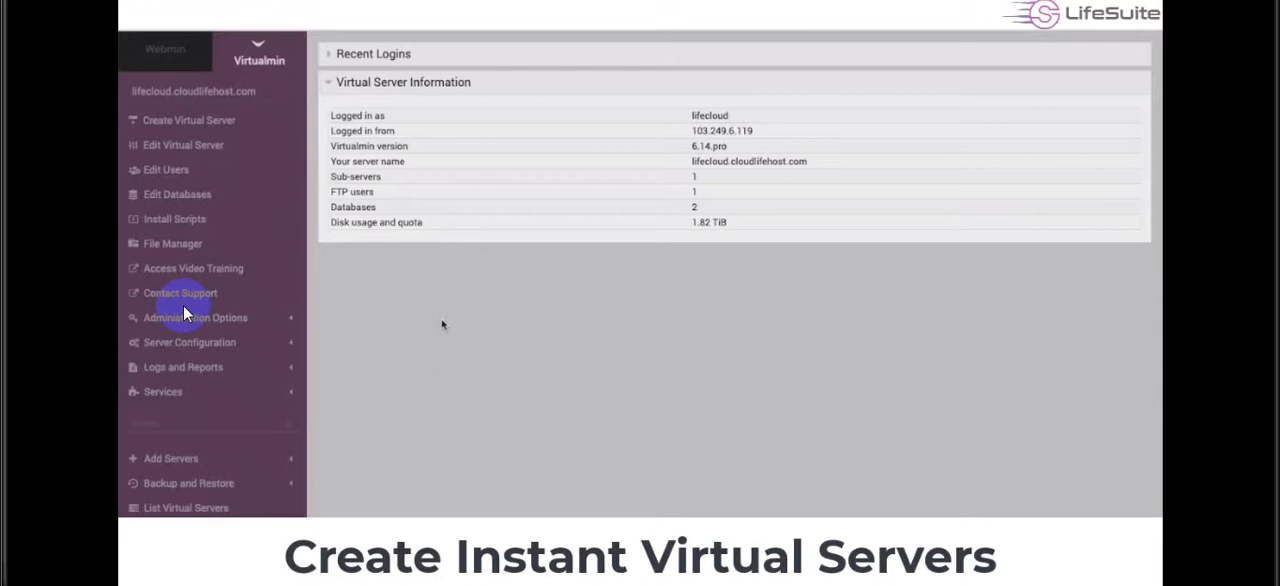 LifeSuite
Webmin
Virtualmin
lifecloud.cloudlifehost.com
Create Virtual Server
Edit Virtual Server
Edit Users
Edit Databases
Install Scripts
File Manager
Access Video Training
Contact Support
Administration Options
Server Configuration
Logs and Reports
Services
Add Servers
Backup and Restore
List Virtual Servers
Recent Logins
Virtual Server Information
Logged in as lifecloud
Logged in from 103.249.6.119
Virtualmin version 6.14.pro
Your server name lifecloud.cloudlifehost.com
Sub-servers 1
FTP users 1
Databases 2
Disk usage and quota 1.82 TiB
Create Instant Virtual Servers